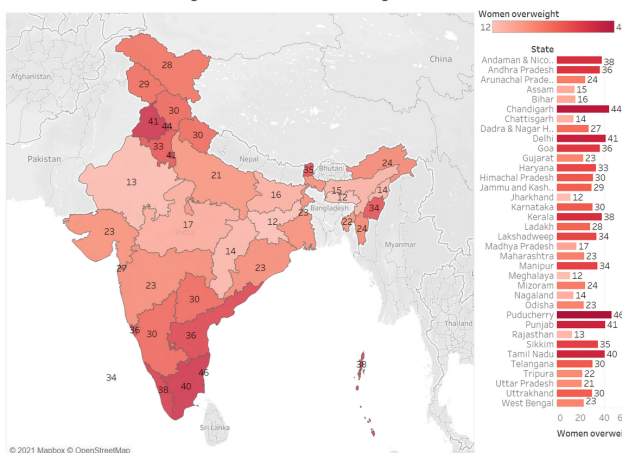 Women overweight
12
4
State
Andaman & Nico.. 38
Andhra Pradesh 36
Arunachal Prade.. 24
Assam 15
Bihar 16
Chandigarh 44
Chattisgarh 14
Dadra & Nagar H.. 27
Delhi 41
Goa 36
Gujarat 23
Haryana 33
Himachal Pradesh 30
Jammu and Kash.. 29
Jharkhand 12
Karnataka 30
Kerala 38
Ladakh 28
Lakshadweep 34
Madhya Pradesh 17
Maharashtra 23
Manipur 34
Meghalaya 12
Mizoram 24
Nagaland 14
Odisha 23
Puducherry 46
Punjab 41
Rajasthan 13
Sikkim 35
Tamil Nadu 40
Telangana 30
Tripura 22
Uttar Pradesh 21
Uttrakhand 30
West Bengal 23
0 20 40 6
Women overwei
China
Afghanistan
Pakistan
Nepal
Bhutan
Bangladesh
Myanmar
Thailand
Sri Lanka
28
29
30
41
44
30
33
41
13
21
35
24
16
15
14
12
34
23
17
12
23
22
24
14
23
27
23
30
36
30
36
38
34
46
38
40
© 2021 Mapbox © OpenStreetMap